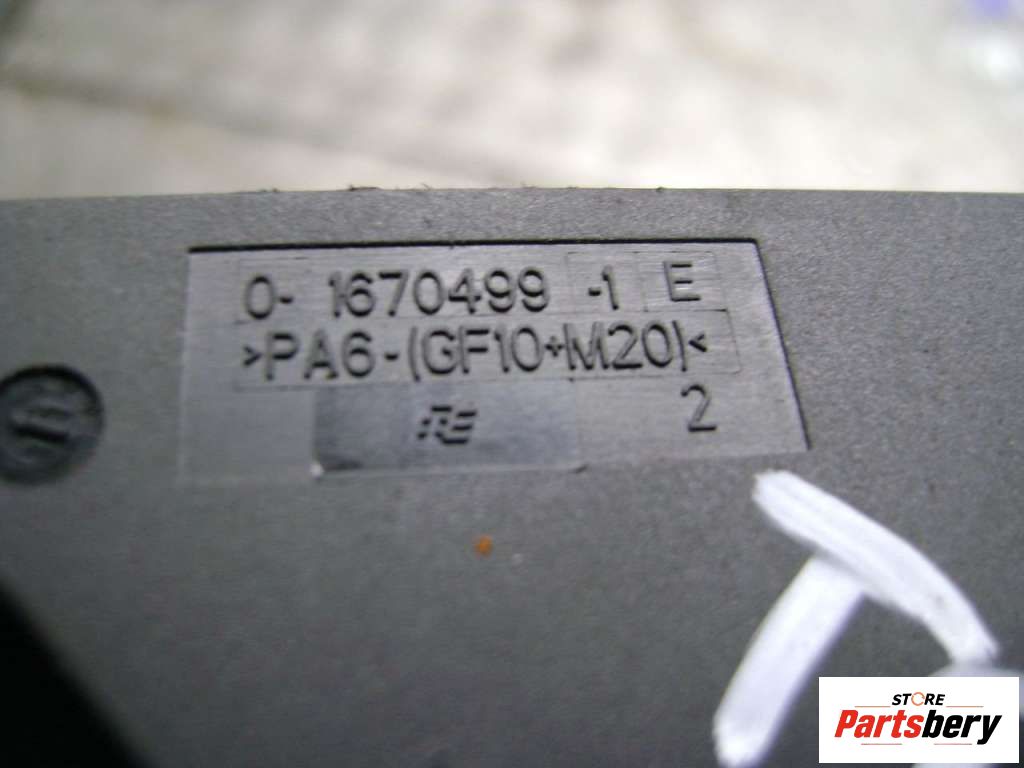 0- 1670499 -1 E
>PA6-(GF10+M20)<
2
STORE
Partsbery